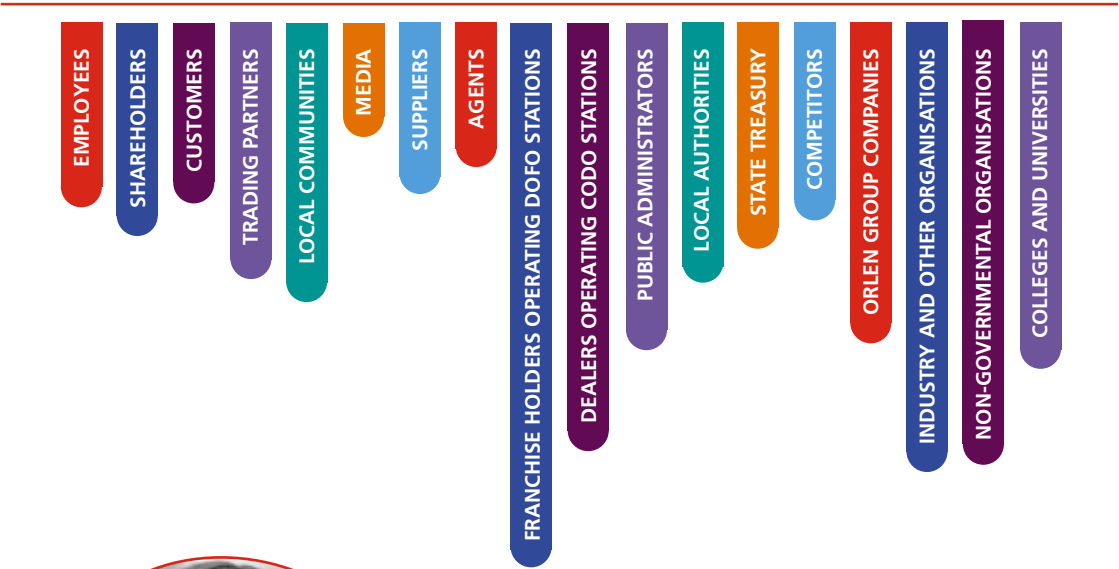 EMPLOYEES
SHAREHOLDERS
CUSTOMERS
TRADING PARTNERS
LOCAL COMMUNITIES
MEDIA
SUPPLIERS
AGENTS
FRANCHISE HOLDERS OPERATING DOFO STATIONS
DEALERS OPERATING CODO STATIONS
PUBLIC ADMINISTRATORS
LOCAL AUTHORITIES
STATE TREASURY
COMPETITORS
ORLEN GROUP COMPANIES
INDUSTRY AND OTHER ORGANISATIONS
NON-GOVERNMENTAL ORGANISATIONS
COLLEGES AND UNIVERSITIES